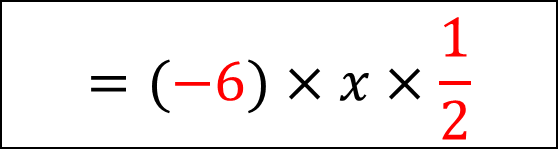 = (−6) × x × 1/2